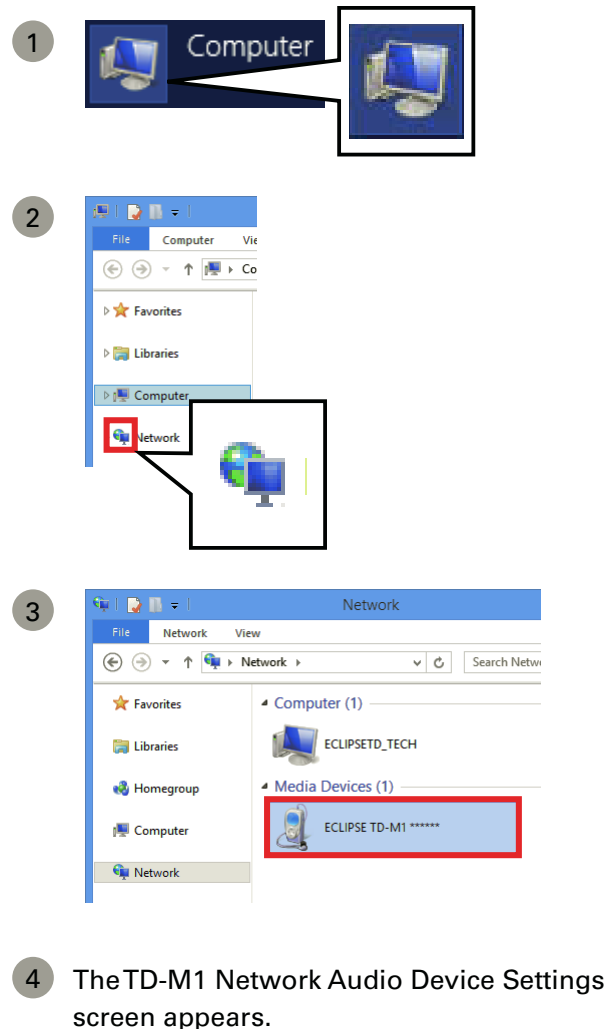 1
Computer
2
File Computer Vie
Co
Favorites
Libraries
Computer
Network
3
Network
File Network View
Network Search Netwo
Favorites
Computer (1)
Libraries
ECLIPSETD_TECH
Homegroup
Media Devices (1)
Computer
ECLIPSE TD-M1 ******
Network
4 The TD-M1 Network Audio Device Settings
screen appears.